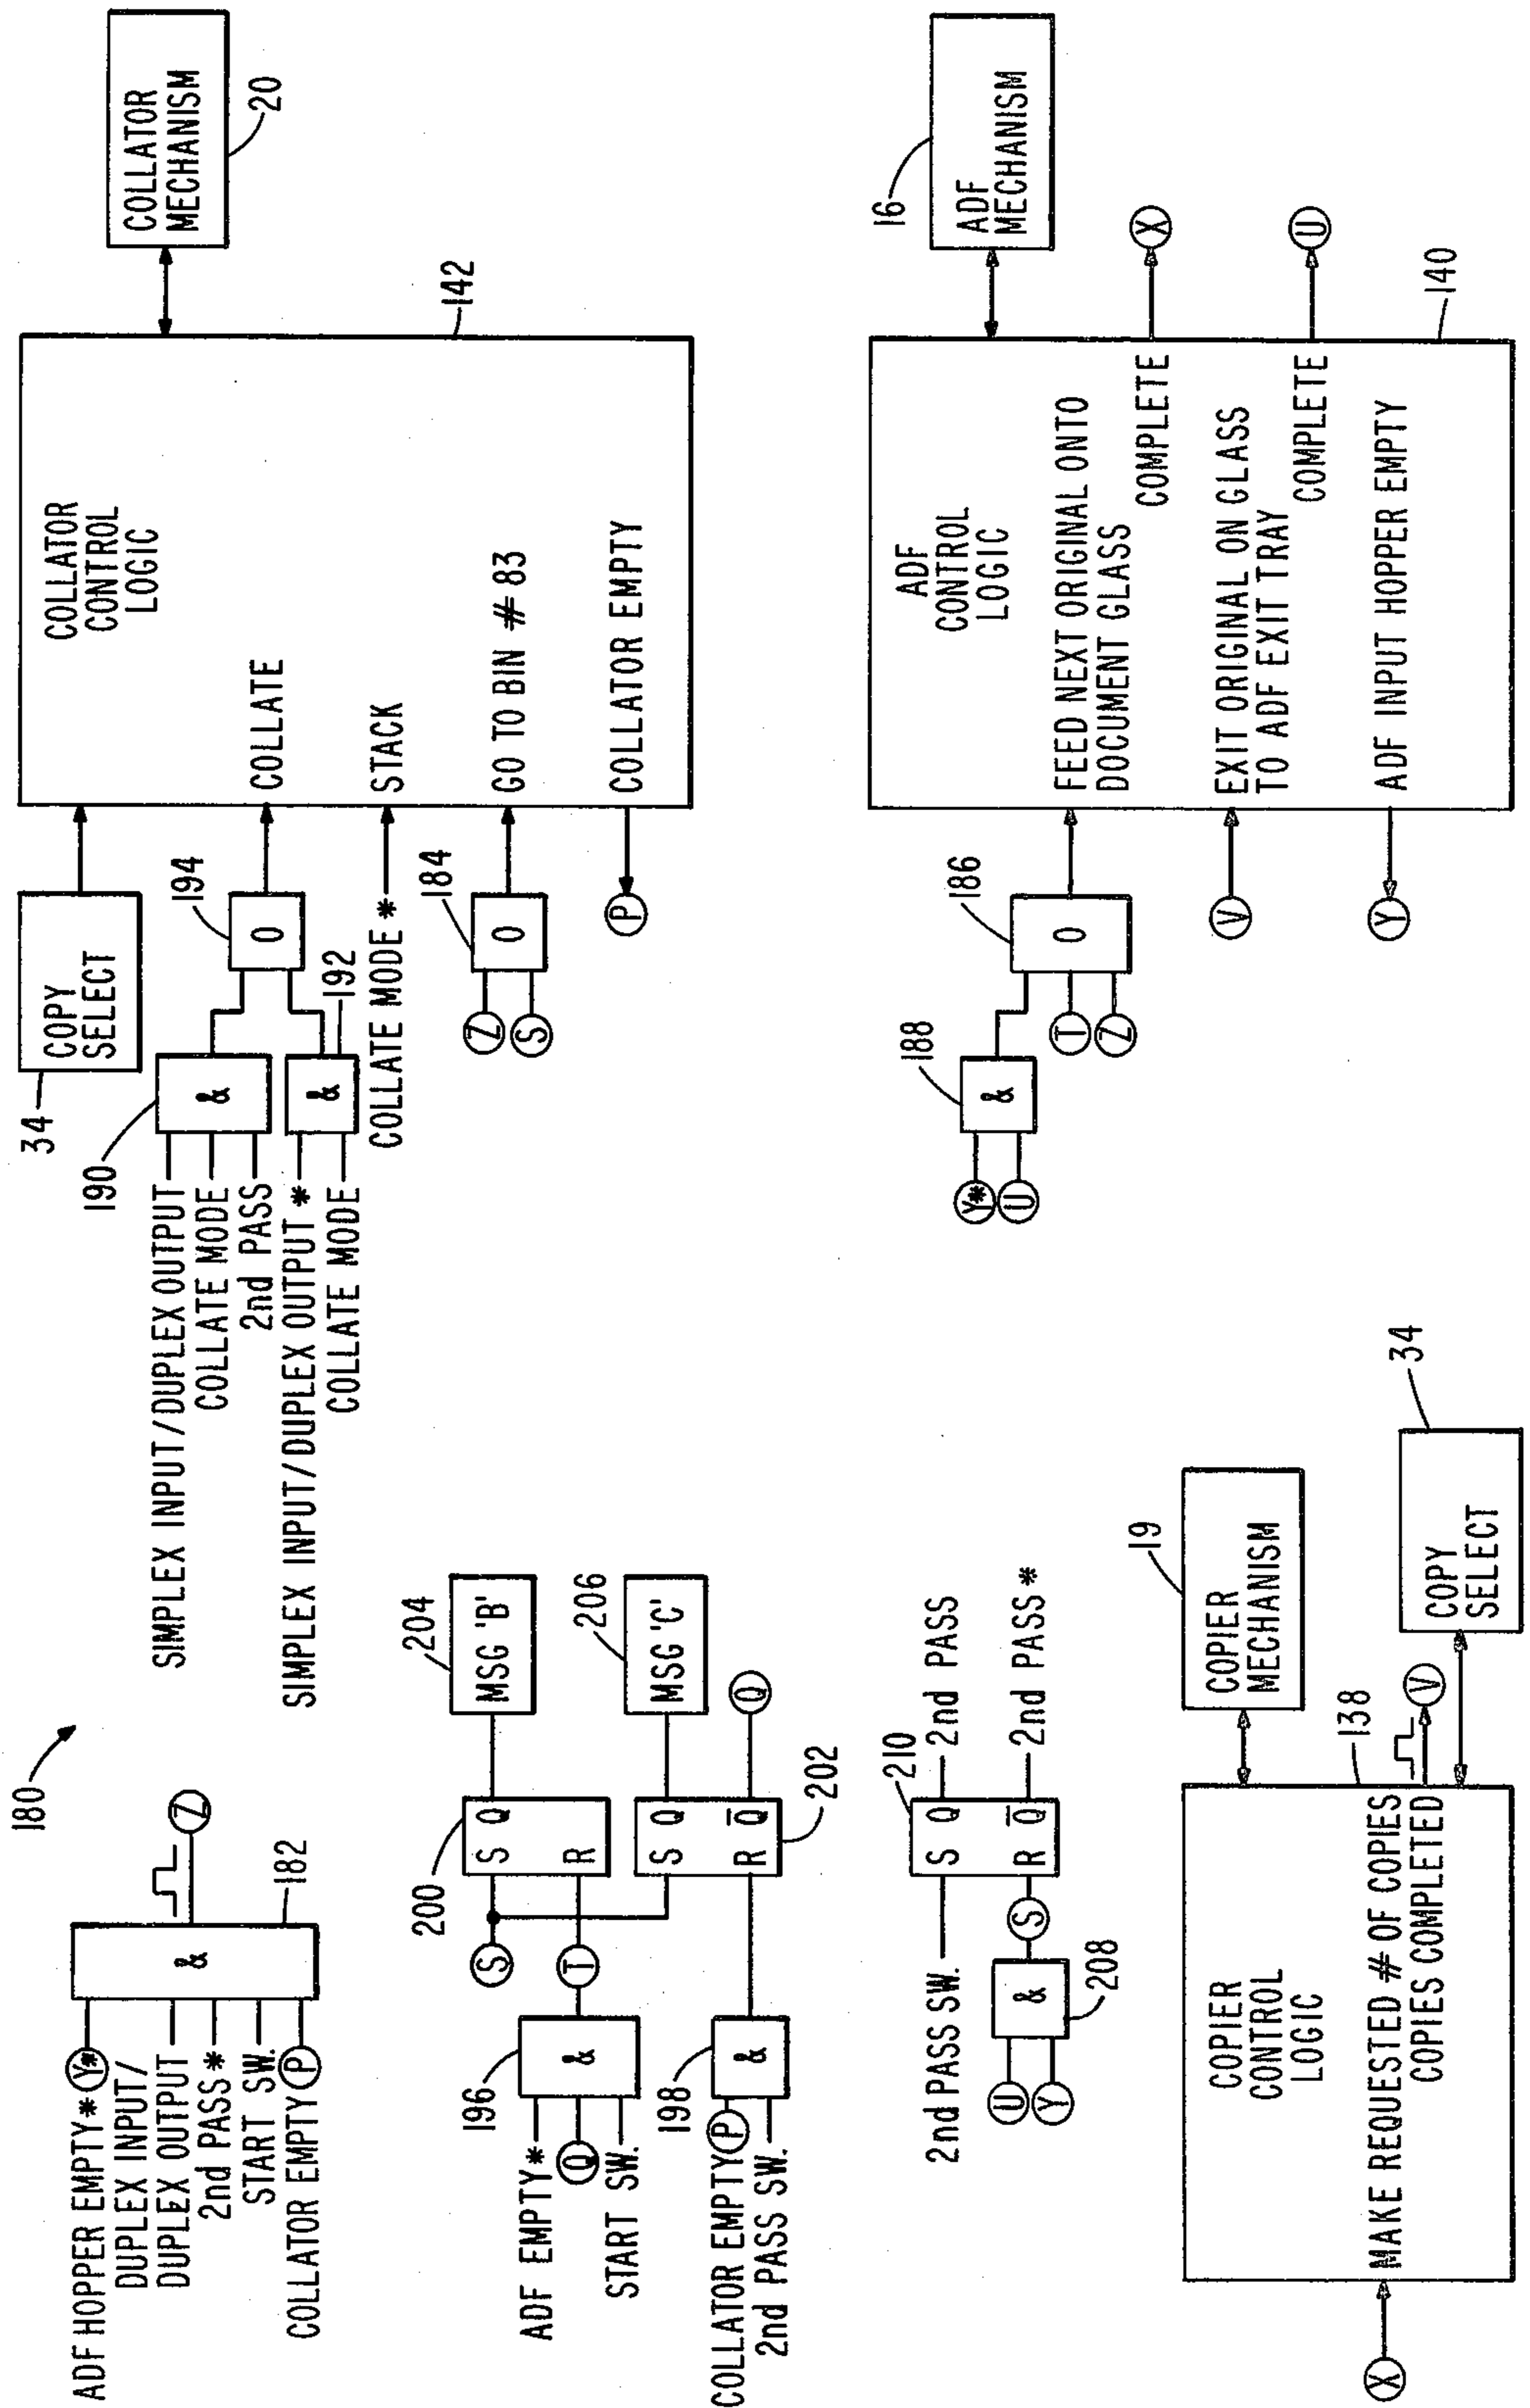 180
ADF HOPPER EMPTY* Y*
DUPLEX INPUT/
DUPLEX OUTPUT
2nd PASS*
START SW.
COLLATOR EMPTY P
&
182
Z
ADF EMPTY*
Q
START SW.
196
&
T
S
200
S Q
R
204
MSG 'B'
206
MSG 'C'
COLLATOR EMPTY P
2nd PASS SW.
198
&
S Q
R Q̅
202
Q
2nd PASS SW.
U
Y
&
208
S
210
S Q
R Q̅
2nd PASS
2nd PASS*
X
COPIER
CONTROL
LOGIC
MAKE REQUESTED # OF COPIES
COPIES COMPLETED
138
V
19
COPIER
MECHANISM
34
COPY
SELECT
34
COPY
SELECT
SIMPLEX INPUT/DUPLEX OUTPUT
COLLATE MODE
2nd PASS
190
&
SIMPLEX INPUT/DUPLEX OUTPUT*
COLLATE MODE
&
192
194
O
COLLATE MODE*
Z
S
184
O
P
COLLATOR
CONTROL
LOGIC
COLLATE
STACK
GO TO BIN # 83
COLLATOR EMPTY
142
COLLATOR
MECHANISM
20
Y*
U
188
&
T
Z
186
O
V
Y
ADF
CONTROL
LOGIC
FEED NEXT ORIGINAL ONTO
DOCUMENT GLASS
COMPLETE
EXIT ORIGINAL ON GLASS
TO ADF EXIT TRAY
COMPLETE
ADF INPUT HOPPER EMPTY
140
16
ADF
MECHANISM
X
U